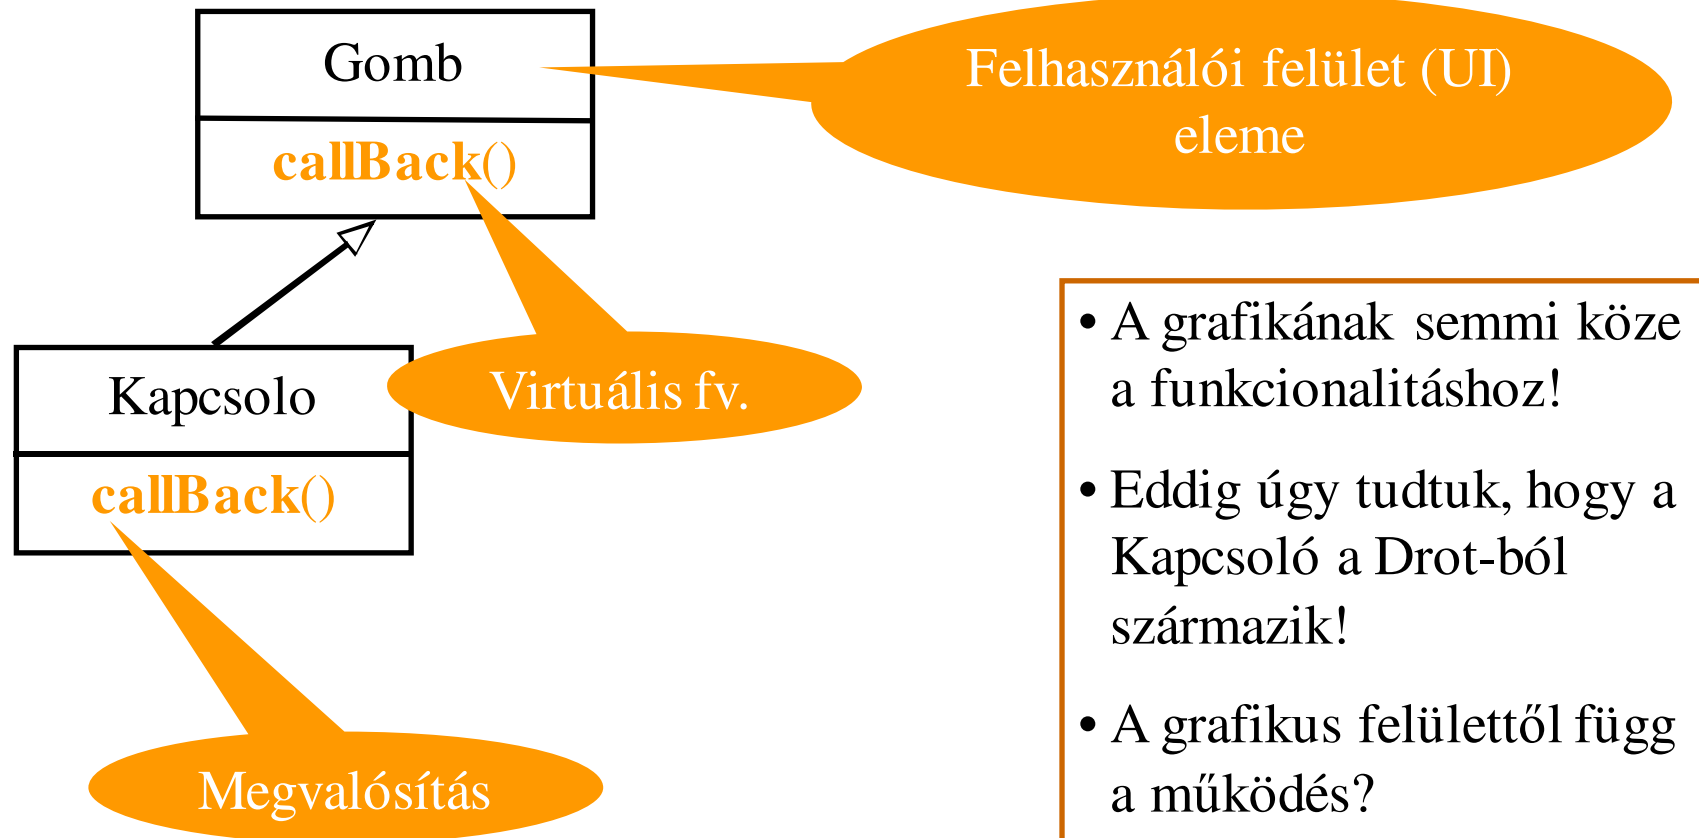 Gomb
callBack()
Felhasználói felület (UI)
eleme
Kapcsolo
callBack()
Virtuális fv.
Megvalósítás
• A grafikának semmi köze
a funkcionalitáshoz!
• Eddig úgy tudtuk, hogy a
Kapcsoló a Drot-ból
származik!
• A grafikus felülettől függ
a működés?